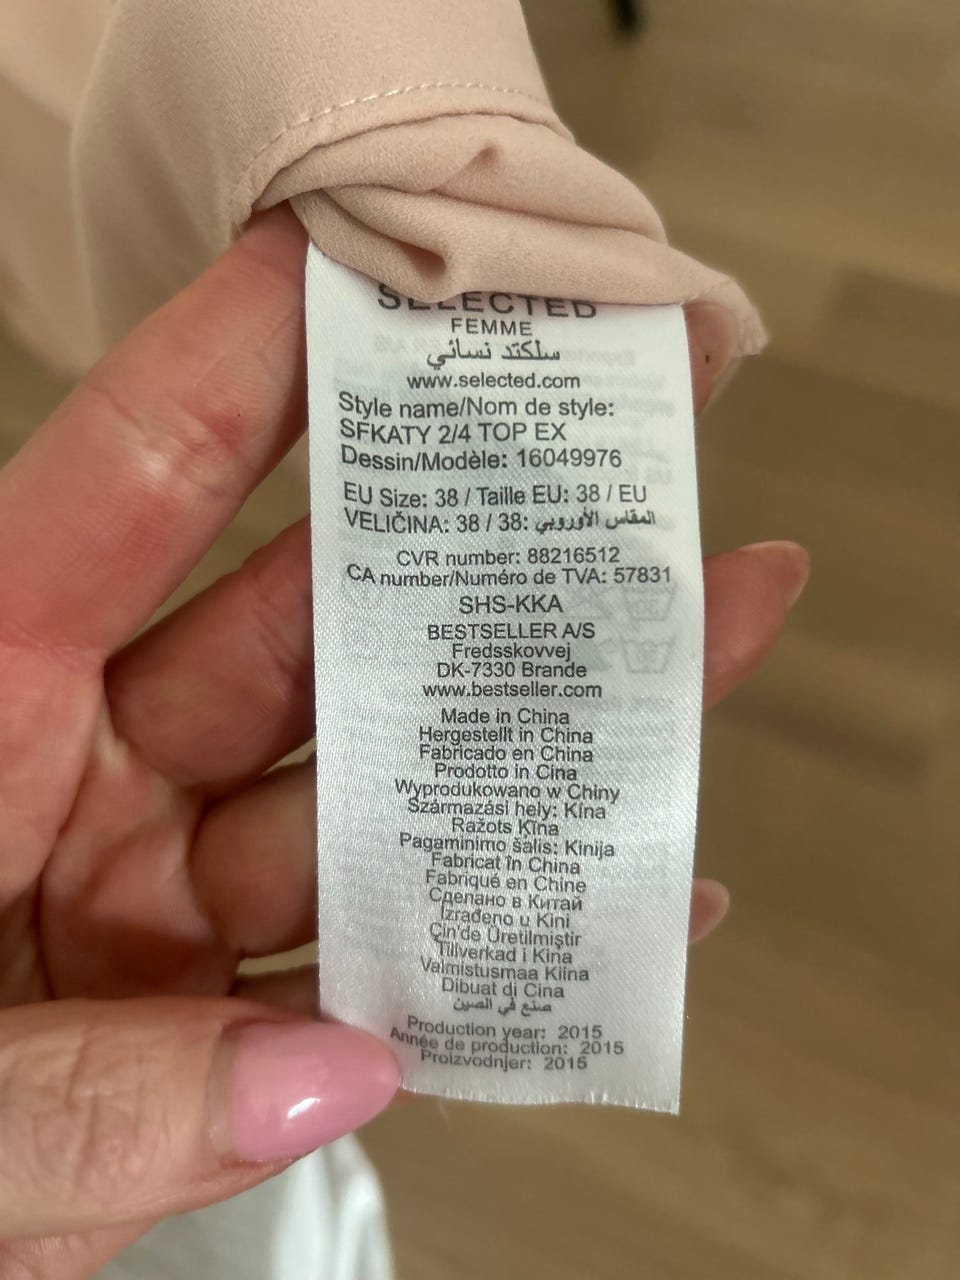 SELECTED
FEMME
سلكتد نسائي
www.selected.com
Style name/Nom de style:
SFKATY 2/4 TOP EX
Dessin/Modèle: 16049976
EU Size: 38 / Taille EU: 38 / EU
VELIČINA: 38 / 38: المقاس الأوروبي
CVR number: 88216512
CA number/Numéro de TVA: 57831
SHS-KKA
BESTSELLER A/S
Fredsskovvej
DK-7330 Brande
www.bestseller.com
Made in China
Hergestellt in China
Fabricado en China
Prodotto in Cina
Wyprodukowano w Chiny
Származási hely: Kína
Ražots Ķīna
Pagaminimo šalis: Kinija
Fabricat în China
Fabriqué en Chine
Сделано в Китай
Izrađeno u Kini
Çin'de Üretilmiştir
Tillverkad i Kina
Valmistusmaa Kiina
Dibuat di Cina
صنع في الصين
Production year: 2015
Année de production: 2015
Proizvodnjer: 2015